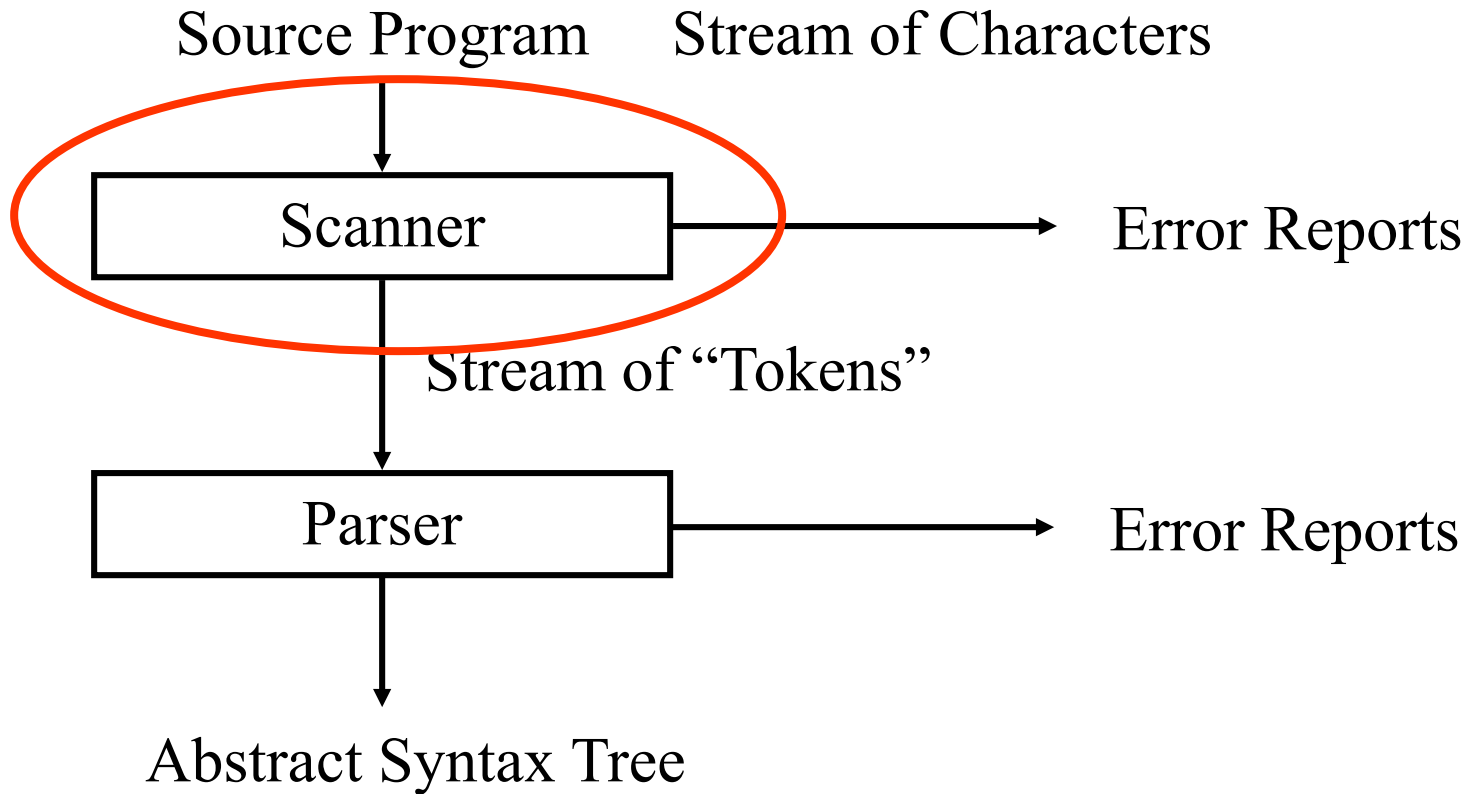 Source Program Stream of Characters
Scanner
Error Reports
Stream of “Tokens”
Parser
Error Reports
Abstract Syntax Tree